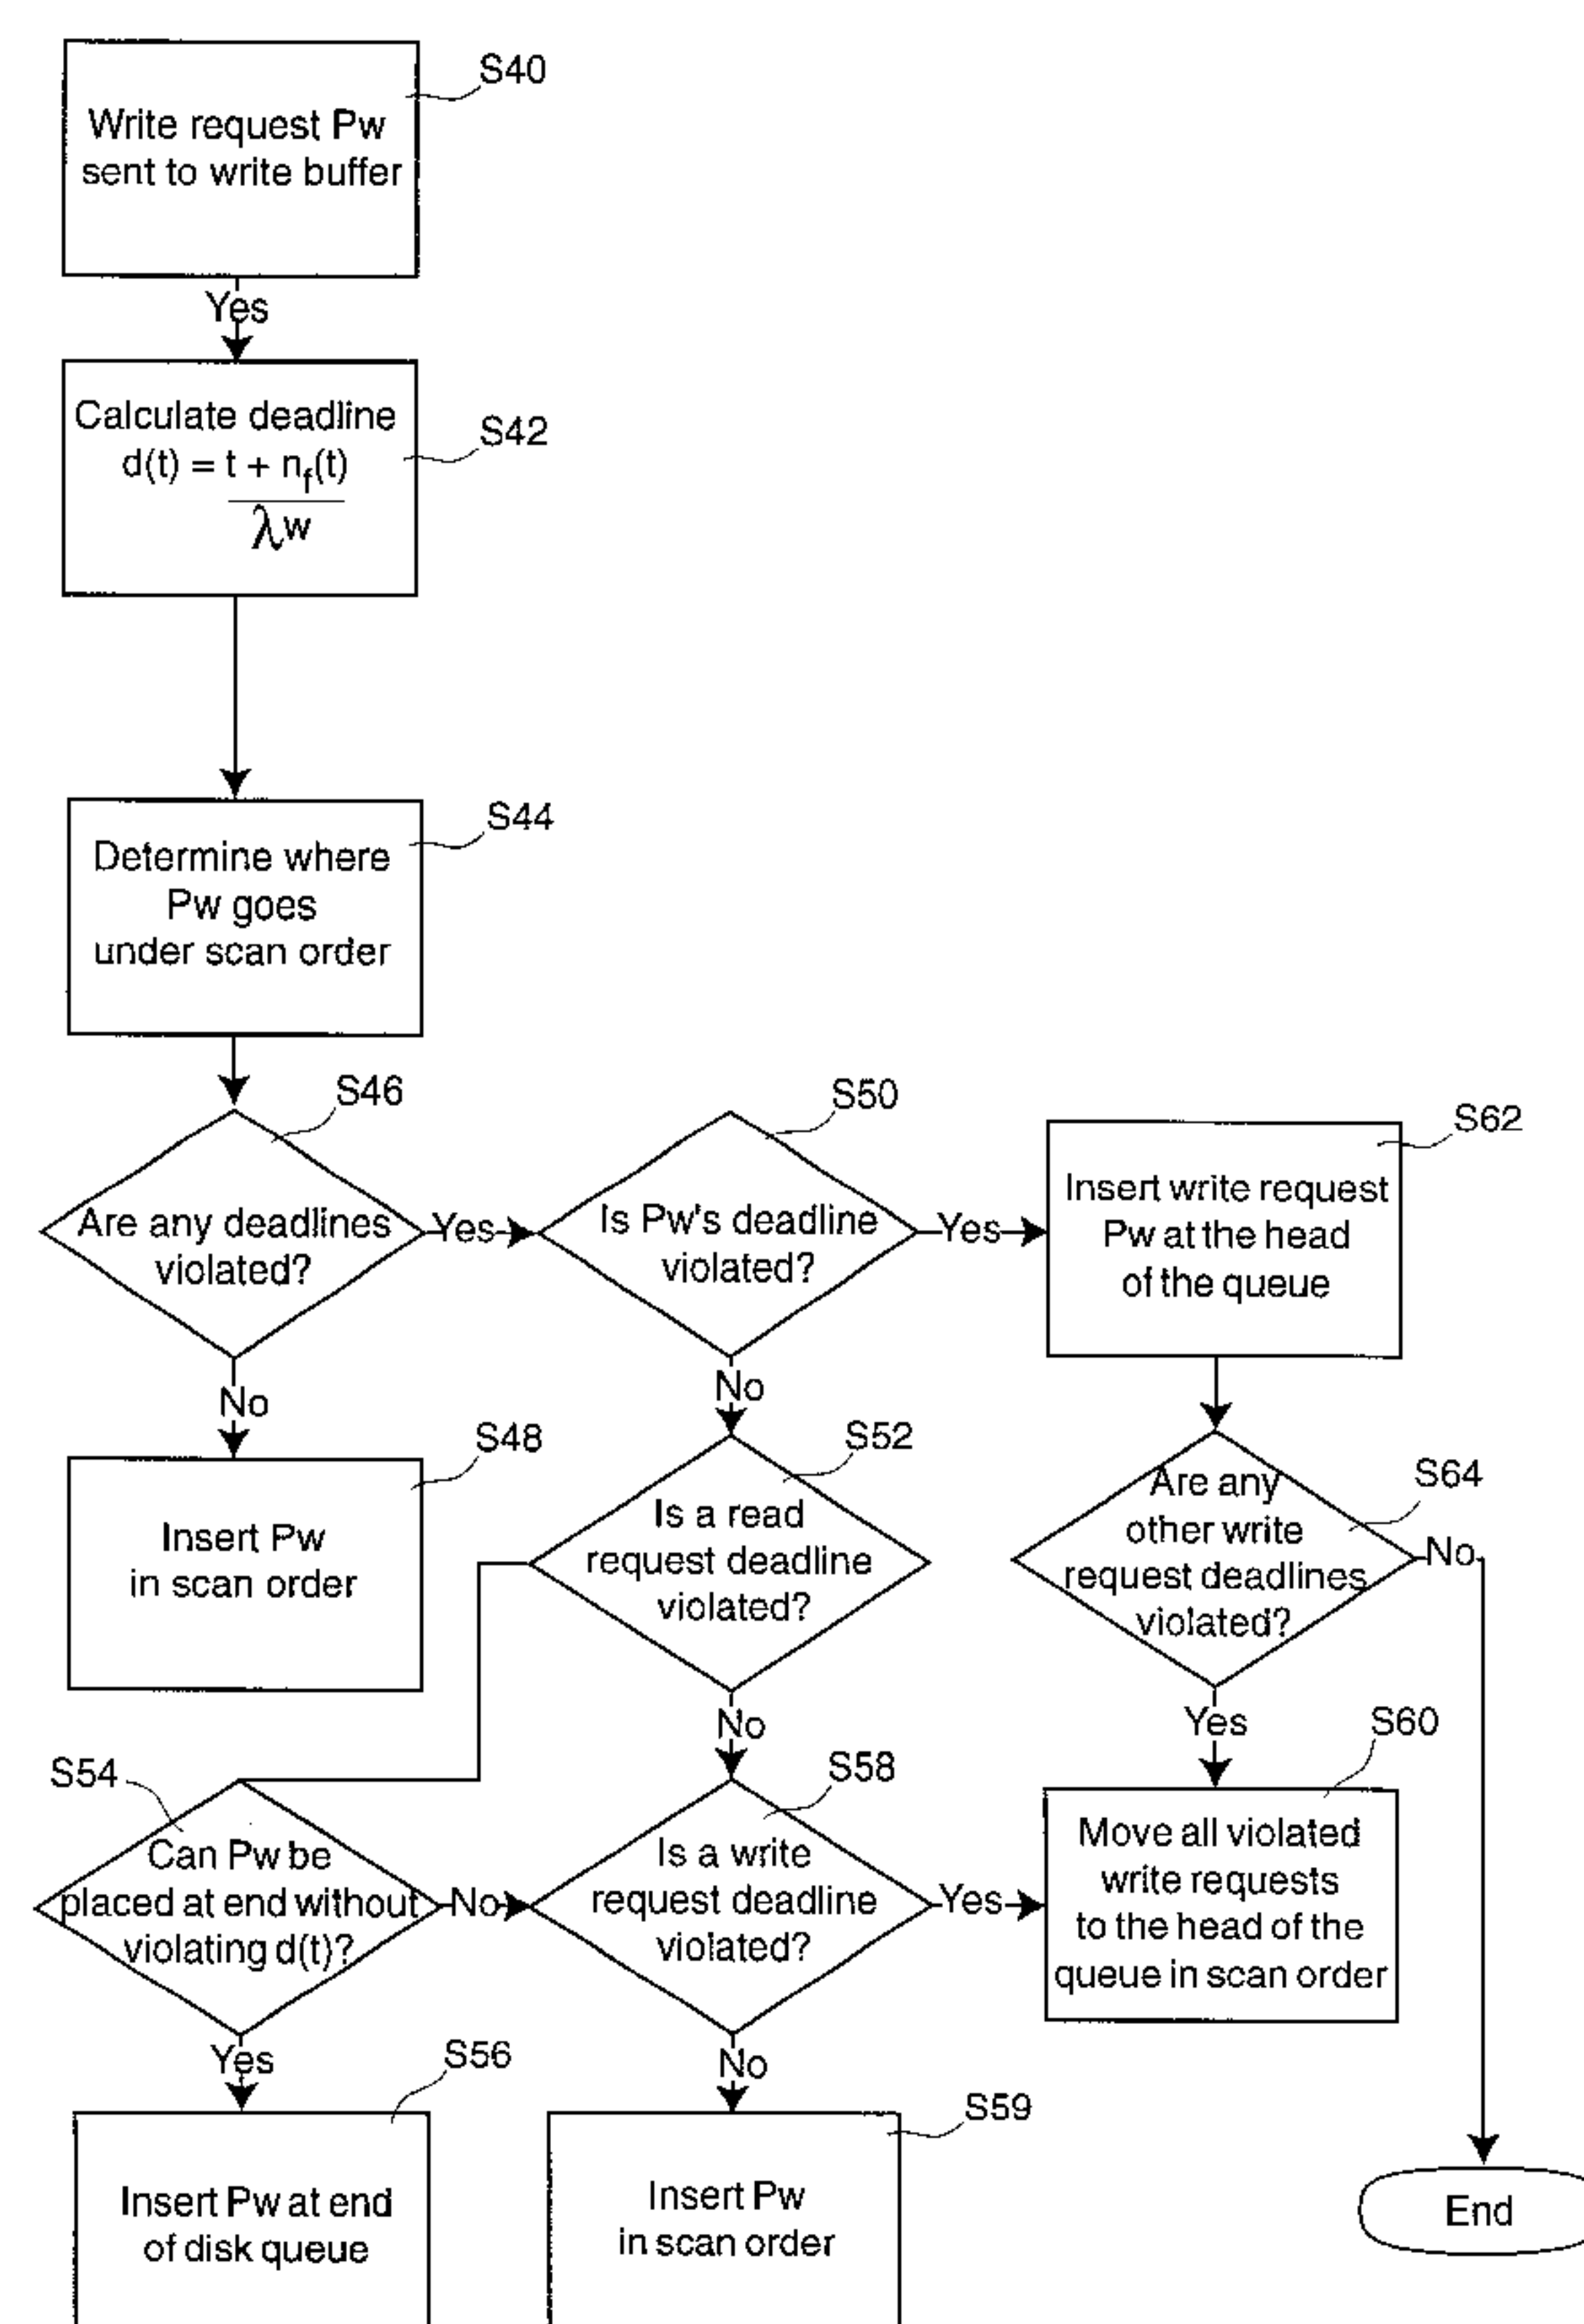 S40
Write request Pw
sent to write buffer
Yes
Calculate deadline
d(t) = t + n_f(t)
λw
S42
Determine where
Pw goes
under scan order
S44
S46
Are any deadlines
violated?
Yes
No
S50
Is Pw's deadline
violated?
Yes
No
S62
Insert write request
Pw at the head
of the queue
S48
Insert Pw
in scan order
S52
Is a read
request deadline
violated?
No
S64
Are any
other write
request deadlines
violated?
No
Yes
S54
Can Pw be
placed at end without
violating d(t)?
No
Yes
S58
Is a write
request deadline
violated?
Yes
No
S60
Move all violated
write requests
to the head of the
queue in scan order
S56
Insert Pw at end
of disk queue
S59
Insert Pw
in scan order
End